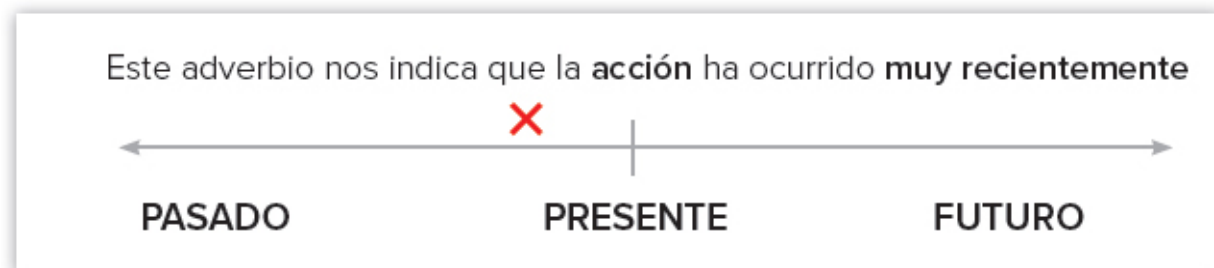 Este adverbio nos indica que la acción ha ocurrido muy recientemente
PASADO PRESENTE FUTURO